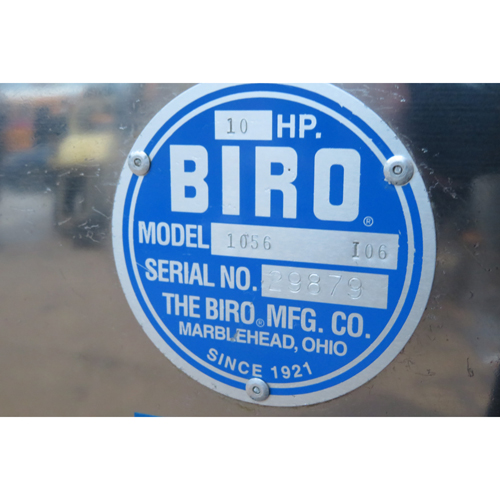 10 HP.
BIRO®
MODEL 1056 I06
SERIAL NO. 29879
THE BIRO® MFG. CO.
MARBLEHEAD, OHIO
SINCE 1921